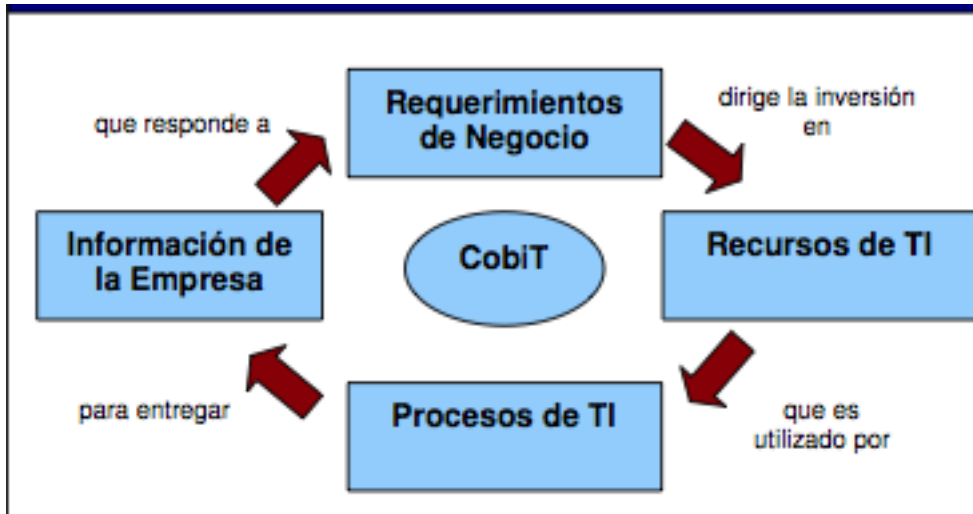 Requerimientos
de Negocio
dirige la inversión
en
que responde a
Información de
la Empresa
CobiT
Recursos de TI
para entregar
Procesos de TI
que es
utilizado por